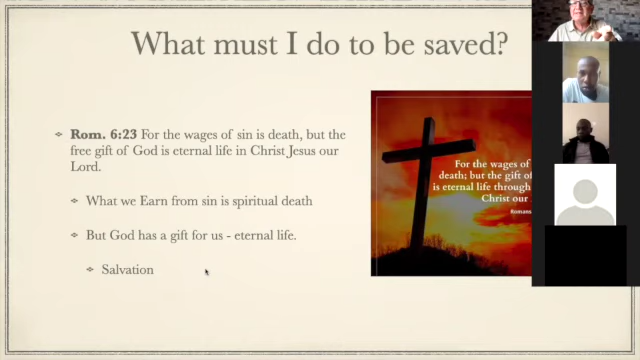 What must I do to be saved?
Rom. 6:23 For the wages of sin is death, but the
free gift of God is eternal life in Christ Jesus our
Lord.
What we Earn from sin is spiritual death
But God has a gift for us - eternal life.
Salvation
For the wages of
death; but the gift of
is eternal life through
Christ our
Romans